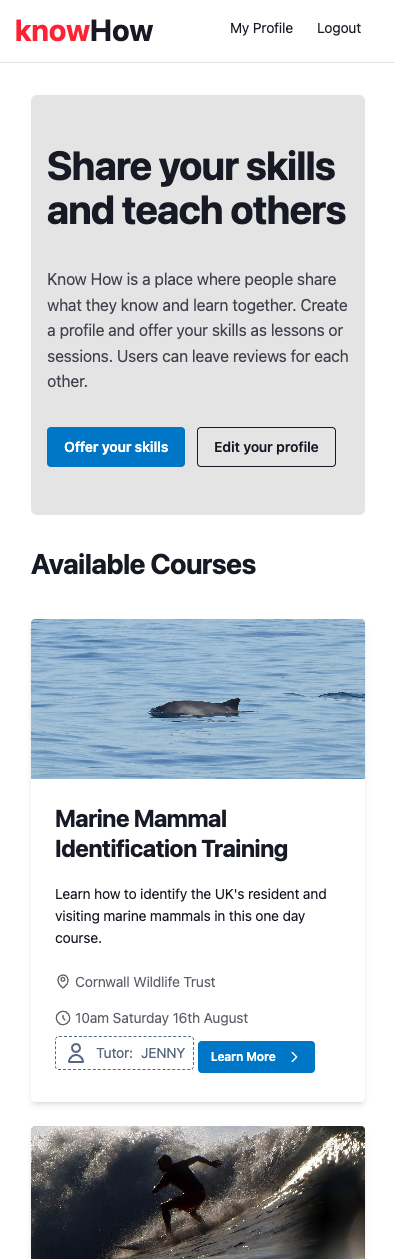 knowHow
My Profile
Logout
Share your skills
and teach others
Know How is a place where people share
what they know and learn together. Create
a profile and offer your skills as lessons or
sessions. Users can leave reviews for each
other.
Offer your skills
Edit your profile
Available Courses
Marine Mammal
Identification Training
Learn how to identify the UK's resident and
visiting marine mammals in this one day
course.
Cornwall Wildlife Trust
10am Saturday 16th August
Tutor: JENNY
Learn More